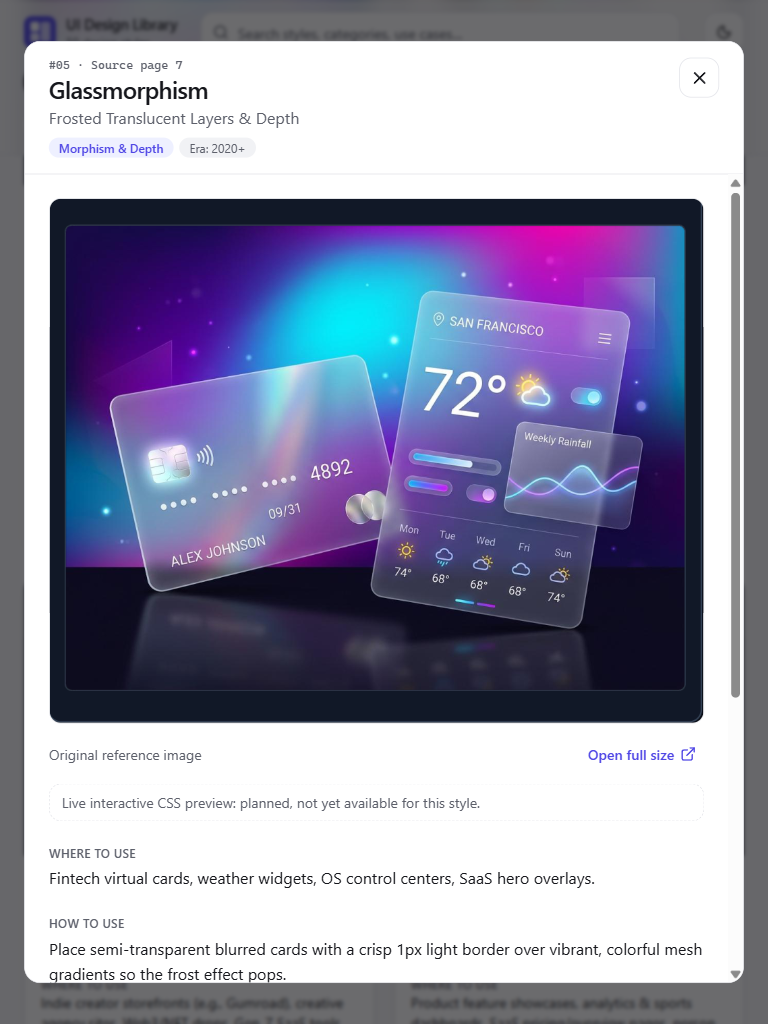 UI Design Library
Search styles, categories, use cases...
#05 · Source page 7
Glassmorphism
Frosted Translucent Layers & Depth
Morphism & Depth
Era: 2020+
4892
09/31
ALEX JOHNSON
SAN FRANCISCO
72°
Weekly Rainfall
Mon Tue Wed Fri Sun
74° 68° 68° 68° 74°
Original reference image
Open full size
Live interactive CSS preview: planned, not yet available for this style.
WHERE TO USE
Fintech virtual cards, weather widgets, OS control centers, SaaS hero overlays.
HOW TO USE
Place semi-transparent blurred cards with a crisp 1px light border over vibrant, colorful mesh
gradients so the frost effect pops.
Indie creator storefronts (e.g., Gumroad), creative
Product feature showcases, analytics & sports